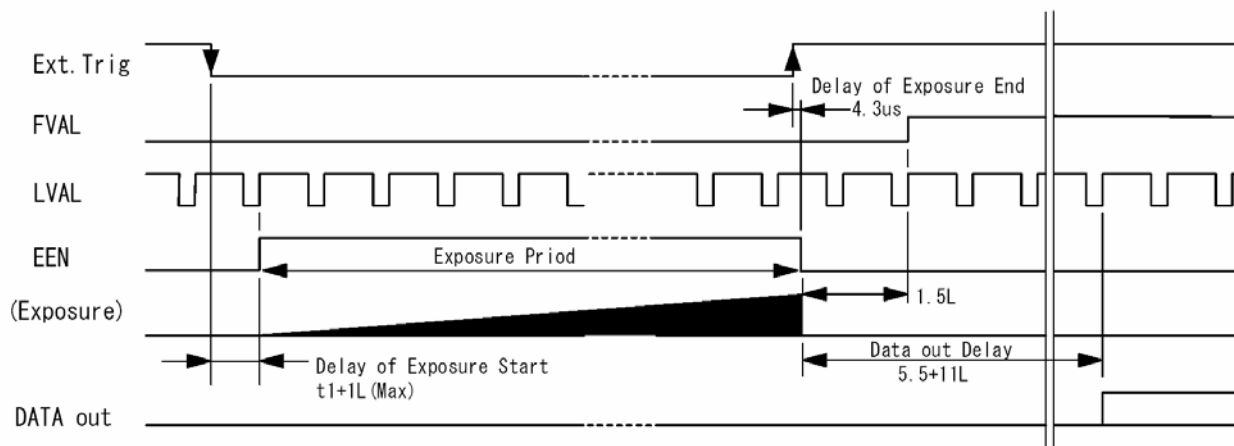 Ext.Trig
Delay of Exposure End
4.3us
FVAL
LVAL
EEN
Exposure Priod
(Exposure)
1.5L
Delay of Exposure Start
t1+1L(Max)
Data out Delay
5.5+11L
DATA out